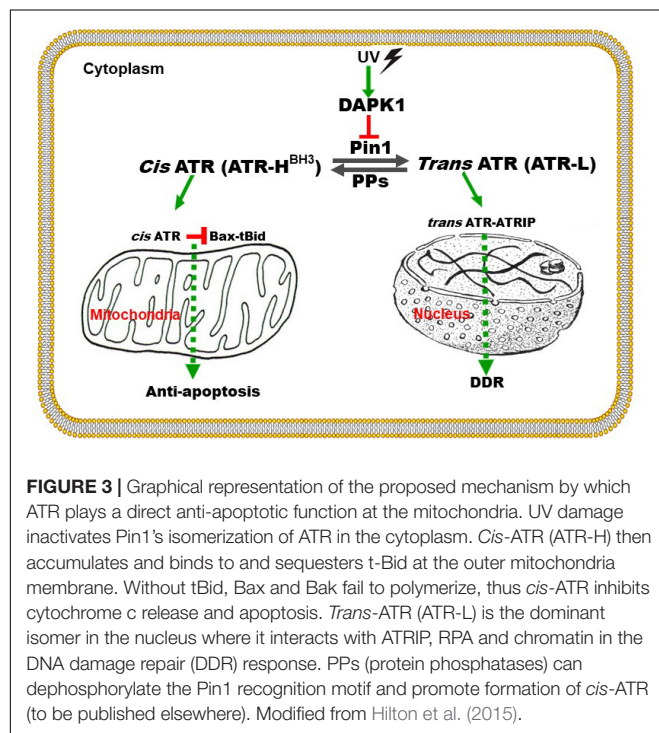 Cytoplasm
UV
DAPK1
Pin1
Cis ATR (ATR-H^BH3) Trans ATR (ATR-L)
PPs
cis ATR Bax-tBid
trans ATR-ATRIP
Mitochondria
Nucleus
Anti-apoptosis
DDR
FIGURE 3 | Graphical representation of the proposed mechanism by which
ATR plays a direct anti-apoptotic function at the mitochondria. UV damage
inactivates Pin1's isomerization of ATR in the cytoplasm. Cis-ATR (ATR-H) then
accumulates and binds to and sequesters t-Bid at the outer mitochondria
membrane. Without tBid, Bax and Bak fail to polymerize, thus cis-ATR inhibits
cytochrome c release and apoptosis. Trans-ATR (ATR-L) is the dominant
isomer in the nucleus where it interacts with ATRIP, RPA and chromatin in the
DNA damage repair (DDR) response. PPs (protein phosphatases) can
dephosphorylate the Pin1 recognition motif and promote formation of cis-ATR
(to be published elsewhere). Modified from Hilton et al. (2015).